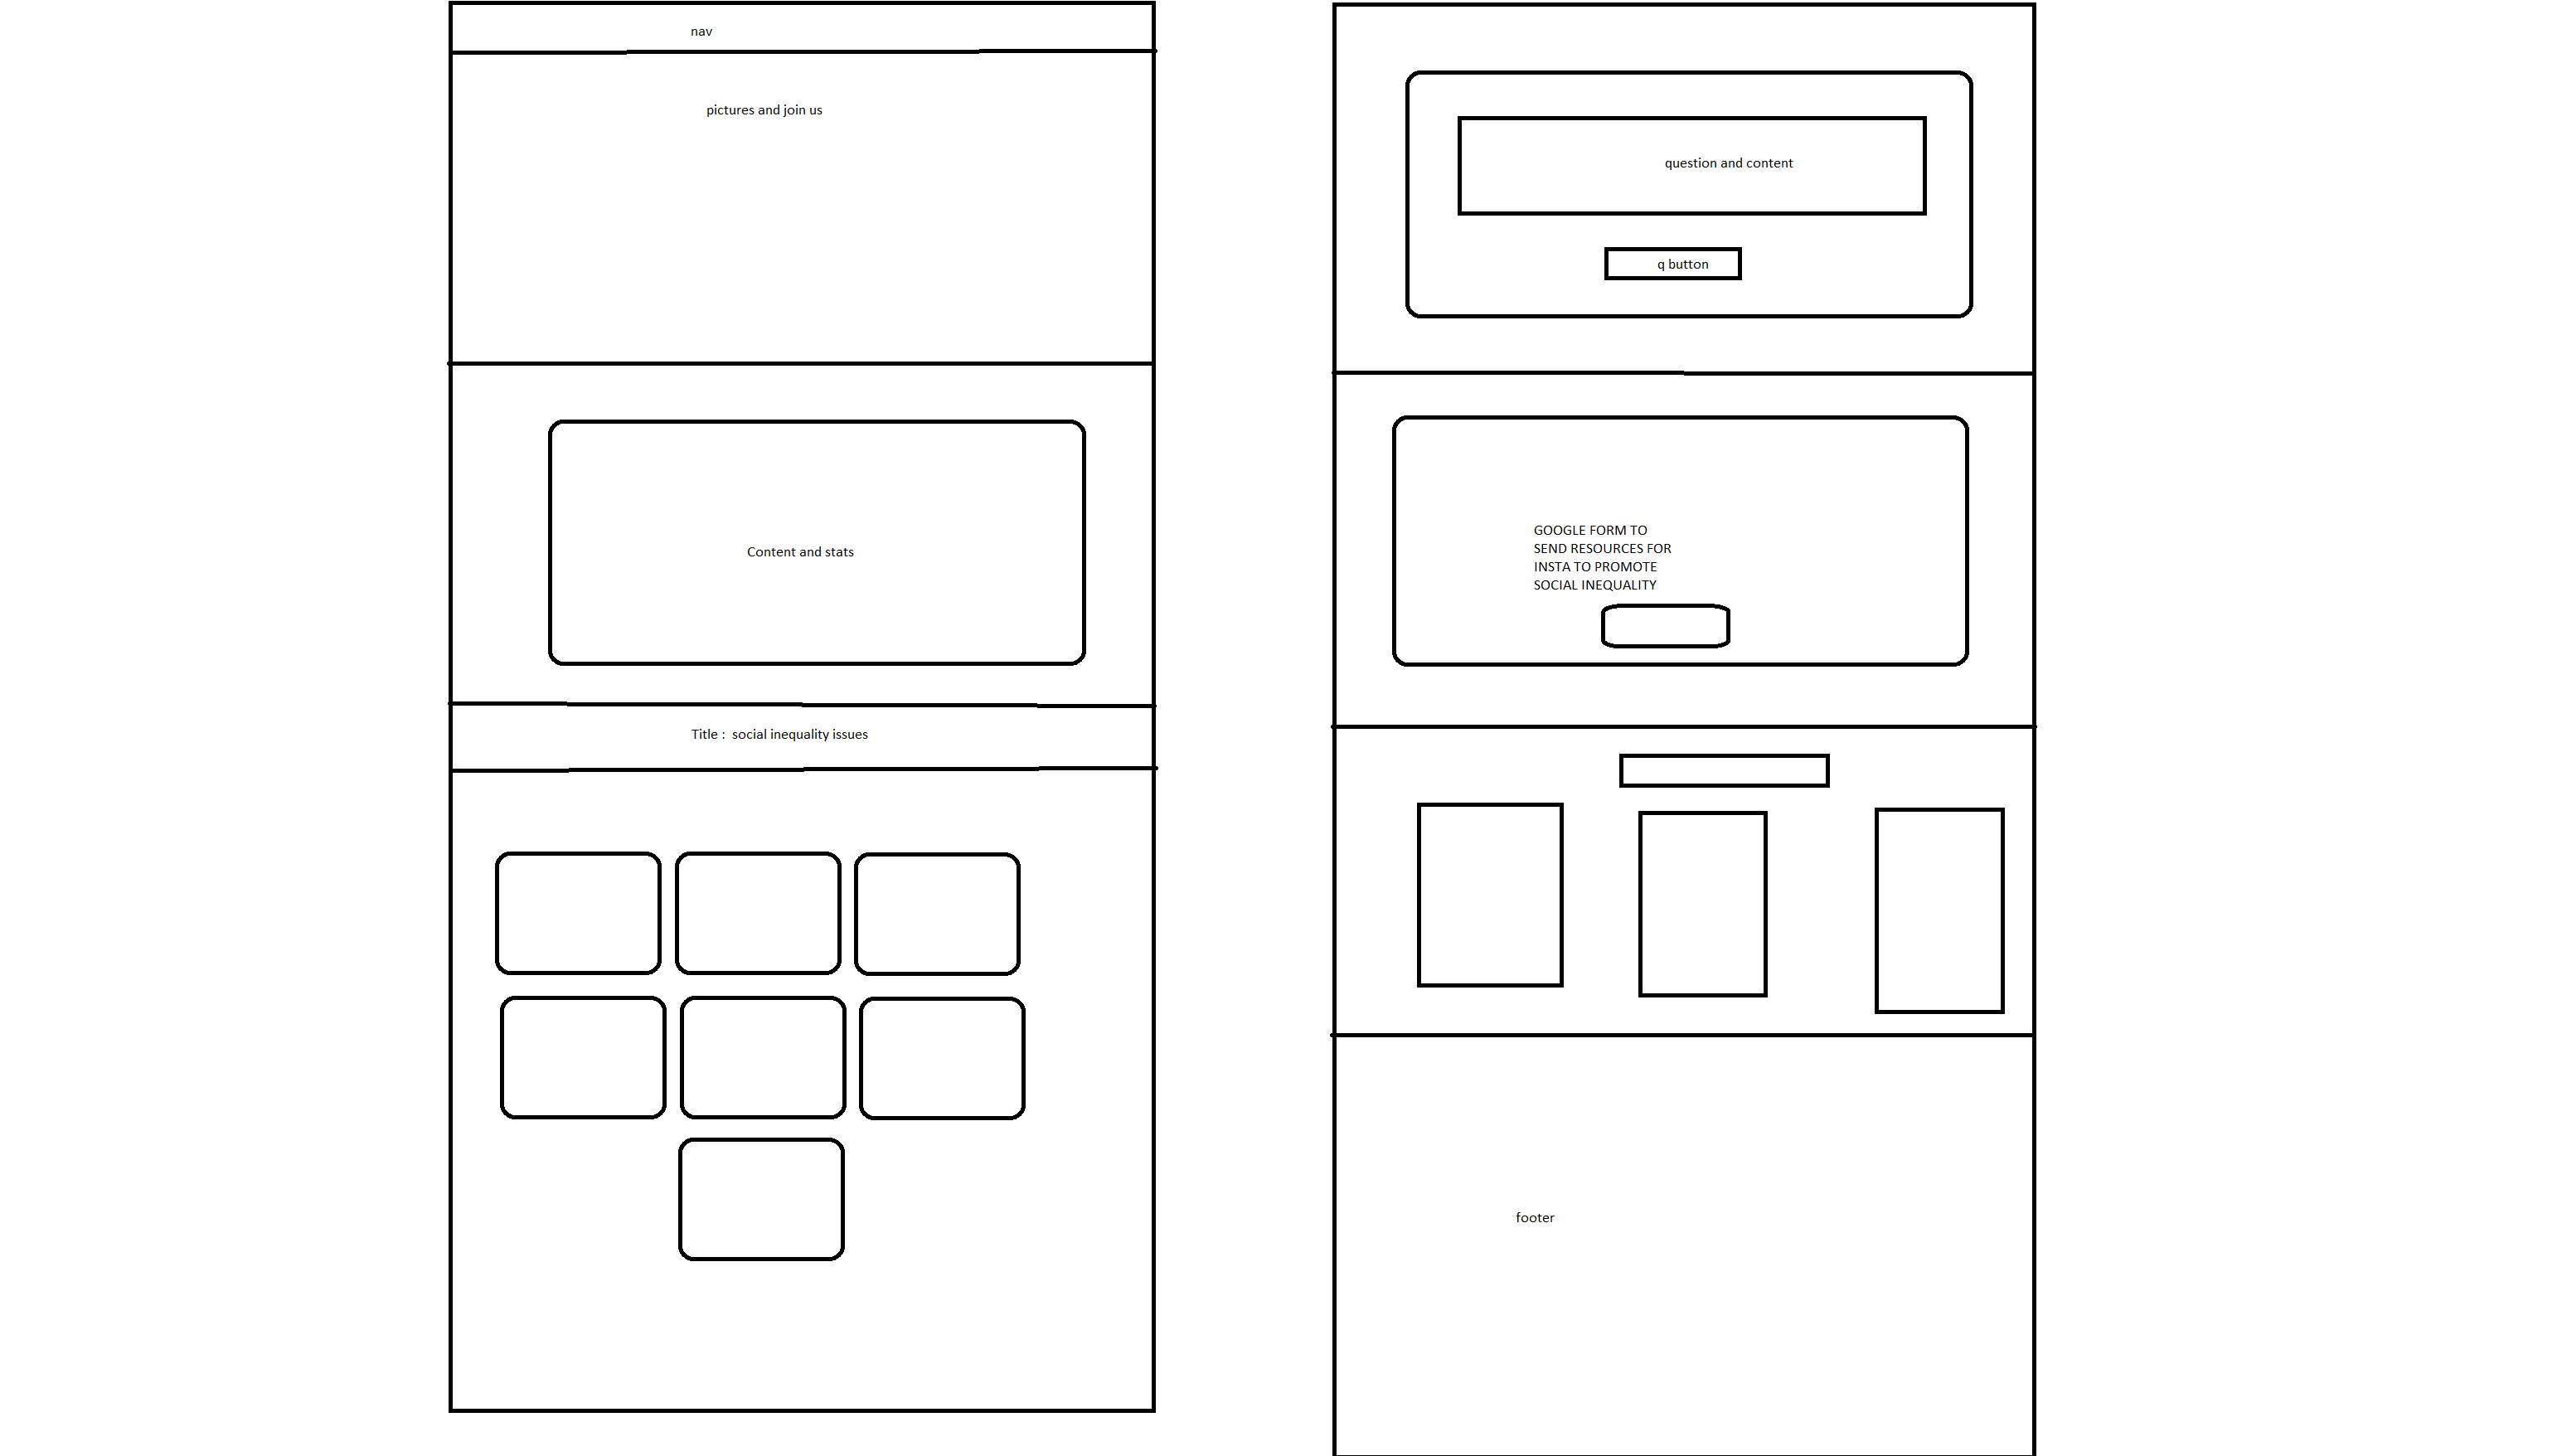 nav
pictures and join us
Content and stats
Title :  social inequality issues
question and content
q button
GOOGLE FORM TO
SEND RESOURCES FOR
INSTA TO PROMOTE
SOCIAL INEQUALITY
footer